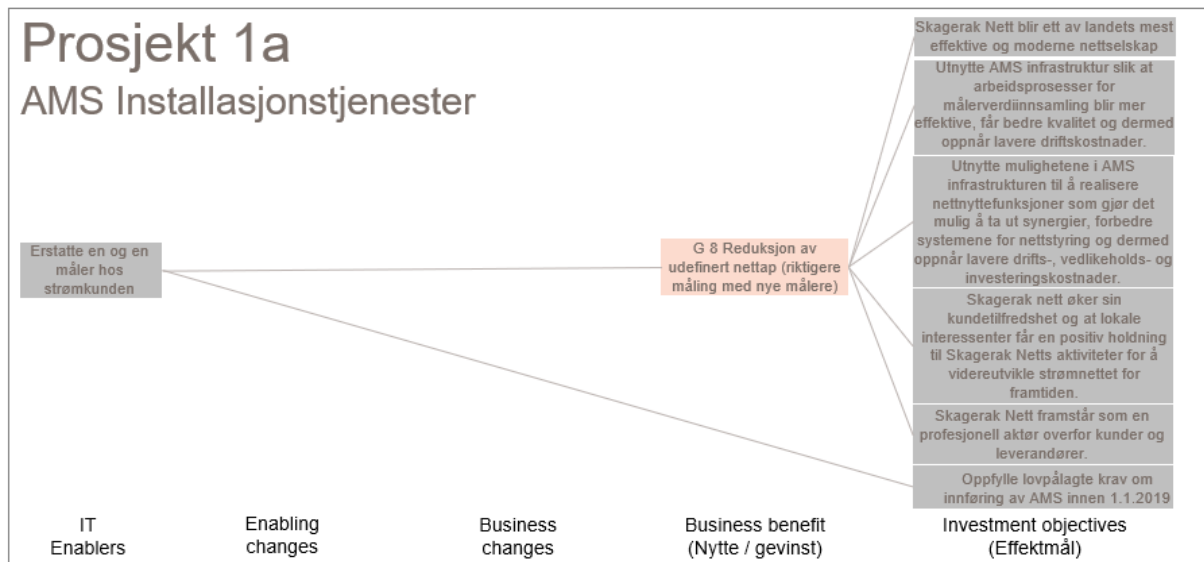 Prosjekt 1a
AMS Installasjonstjenester
Erstatte en og en
måler hos
strømkunden
G 8 Reduksjon av
udefinert nettap (riktigere
måling med nye målere)
Skagerak Nett blir ett av landets mest
effektive og moderne nettselskap
Utnytte AMS infrastruktur slik at
arbeidsprosesser for
målerverdiinnsamling blir mer
effektive, får bedre kvalitet og dermed
oppnår lavere driftskostnader.
Utnytte mulighetene i AMS
infrastrukturen til å realisere
nettnyttefunksjoner som gjør det
mulig å ta ut synergier, forbedre
systemene for nettstyring og dermed
oppnår lavere drifts-, vedlikeholds- og
investeringskostnader.
Skagerak nett øker sin
kundetilfredshet og at lokale
interessenter får en positiv holdning
til Skagerak Netts aktiviteter for å
videreutvikle strømnettet for
framtiden.
Skagerak Nett framstår som en
profesjonell aktør overfor kunder og
leverandører.
Oppfylle lovpålagte krav om
innføring av AMS innen 1.1.2019
IT
Enablers
Enabling
changes
Business
changes
Business benefit
(Nytte / gevinst)
Investment objectives
(Effektmål)